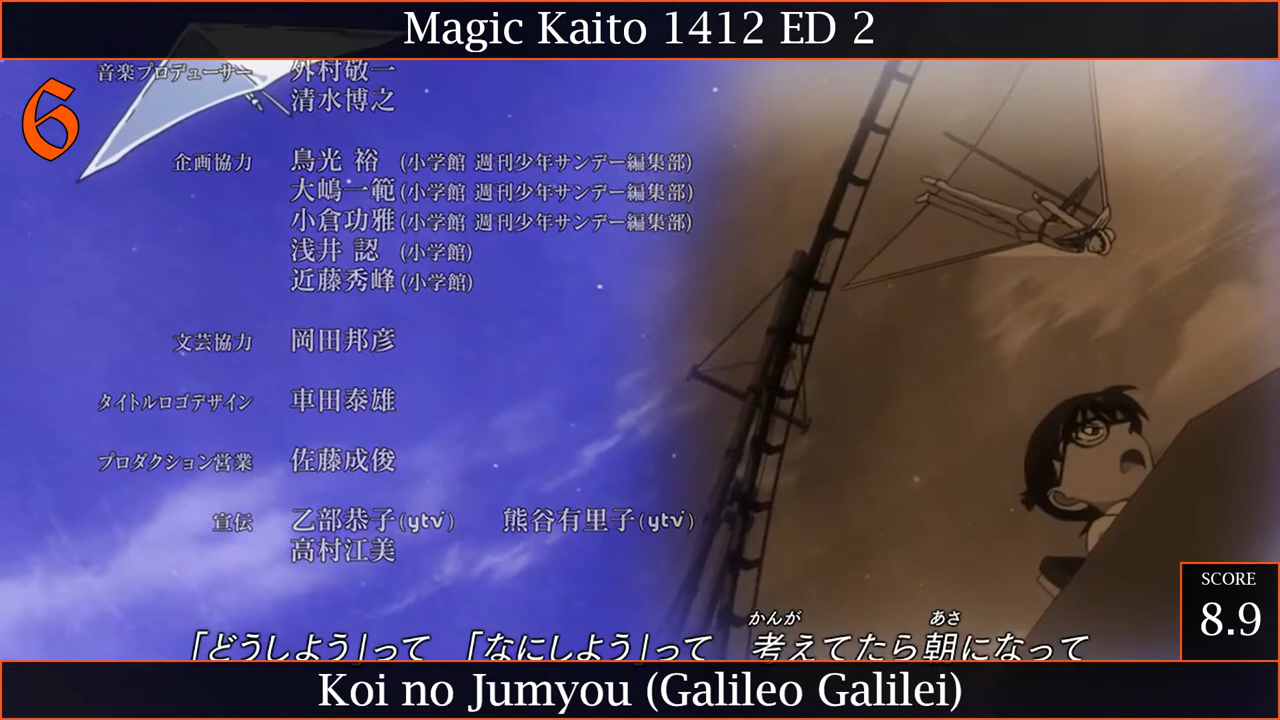 Magic Kaito 1412 ED 2
6
音楽プロデューサー 外村敬一
清水博之
企画協力 鳥光 裕 (小学館 週刊少年サンデー編集部)
大嶋一範 (小学館 週刊少年サンデー編集部)
小倉功雅 (小学館 週刊少年サンデー編集部)
浅井 認 (小学館)
近藤秀峰 (小学館)
文芸協力 岡田邦彦
タイトルロゴデザイン 車田泰雄
プロダクション営業 佐藤成俊
宣伝 乙部恭子(ytv) 熊谷有里子(ytv)
高村江美
SCORE
8.9
かんが あさ
「どうしよう」って 「なにしよう」って 考えてたら朝になって
Koi no Jumyou (Galileo Galilei)